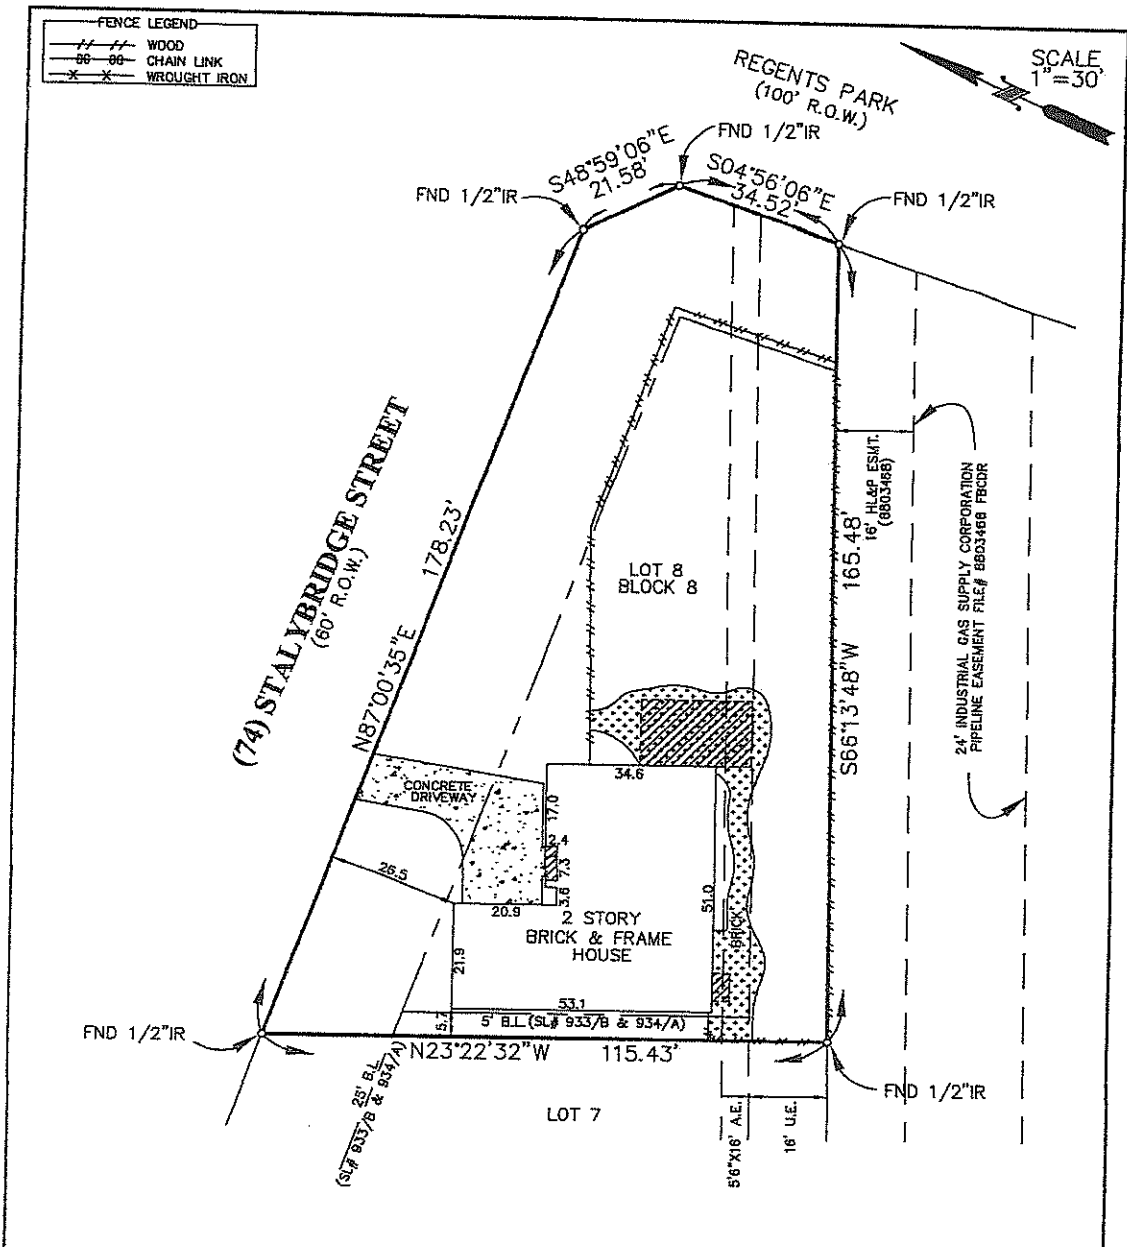 FENCE LEGEND
WOOD
CHAIN LINK
WROUGHT IRON
SCALE
1"=30'
REGENTS PARK
(100' R.O.W.)
FND 1/2"IR
S48°59'06"E
21.58'
S04°56'06"E
34.52'
FND 1/2"IR
FND 1/2"IR
(74) STALYBRIDGE STREET
(60' R.O.W.)
178.23'
N87°00'35"E
LOT 8
BLOCK 8
165.48'
S66°13'48"W
16' HL&P ESMT.
(8803468)
24' INDUSTRIAL GAS SUPPLY CORPORATION
PIPELINE EASEMENT FILE# 8803468 FBCDR
CONCRETE
DRIVEWAY
34.6
17.0
2.4
7.3
3.6
26.5
20.9
51.0
2 STORY
BRICK & FRAME
HOUSE
BRICK
21.9
53.1
5.7
5' B.L. (SL# 933/B & 934/A)
FND 1/2"IR
N23°22'32"W
115.43'
FND 1/2"IR
25' B.L.
(SL# 933/B & 934/A)
LOT 7
5'6"X16' A.E.
16' U.E.